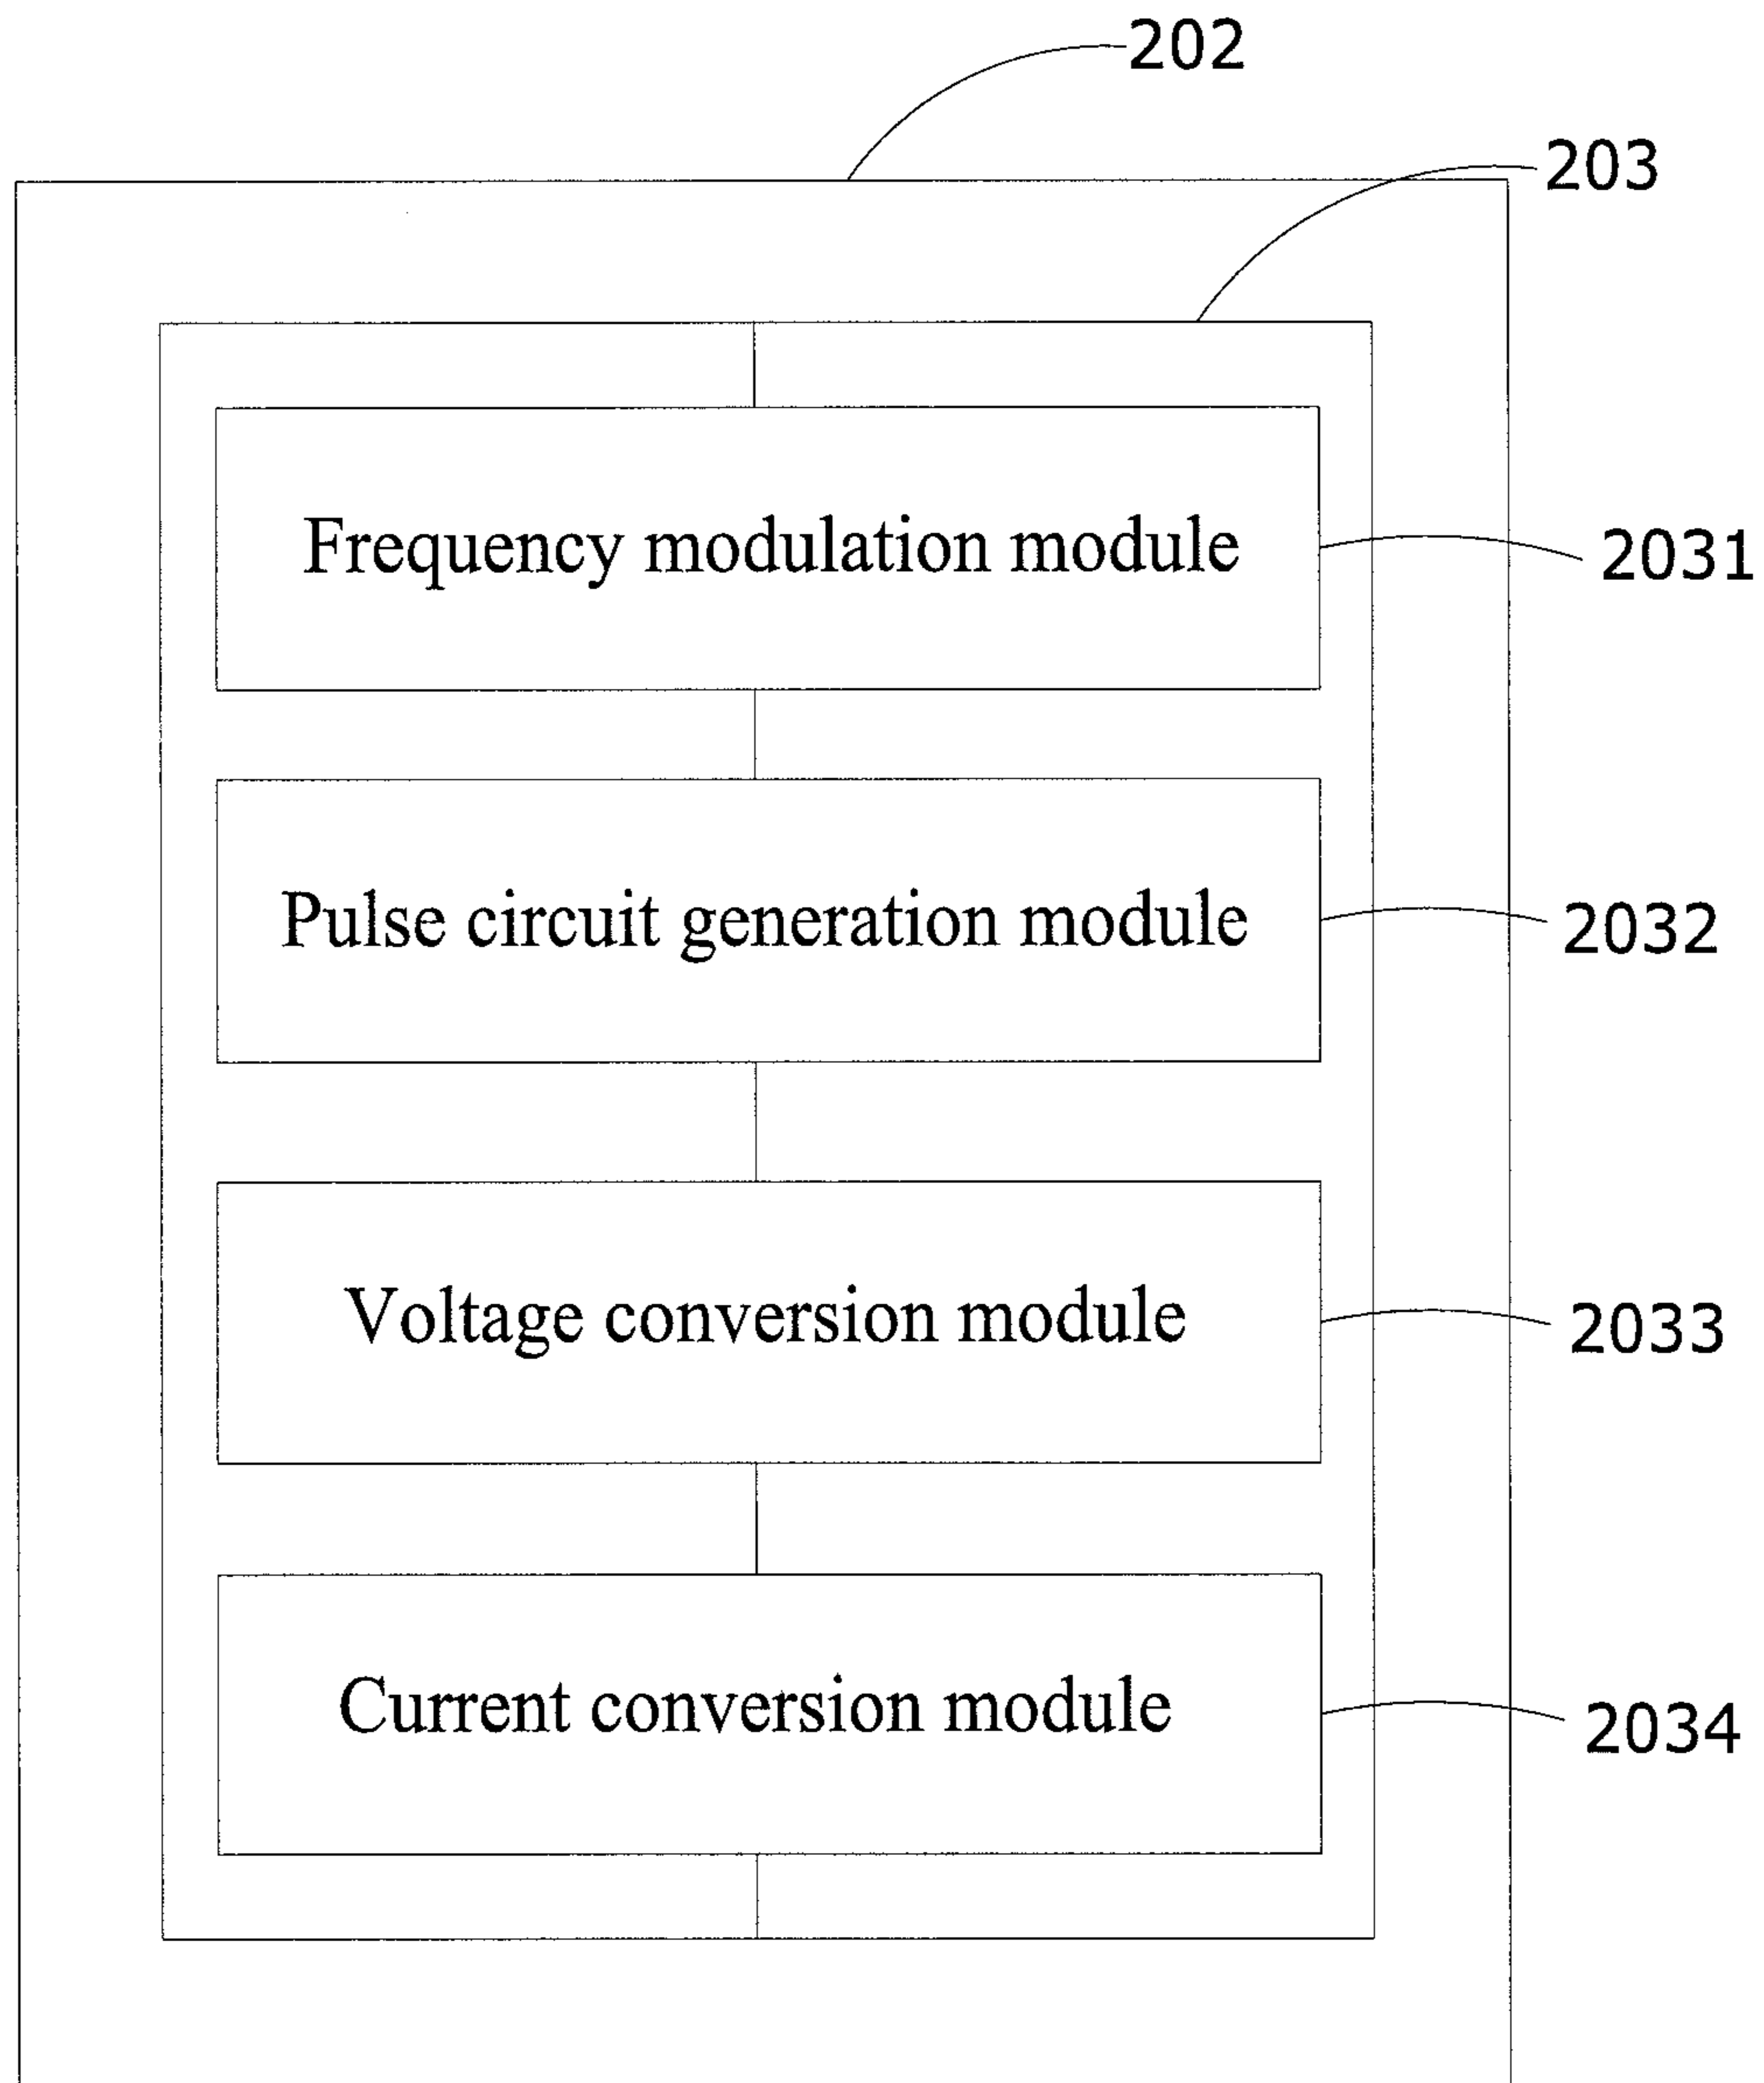 202
203
Frequency modulation module
2031
Pulse circuit generation module
2032
Voltage conversion module
2033
Current conversion module
2034